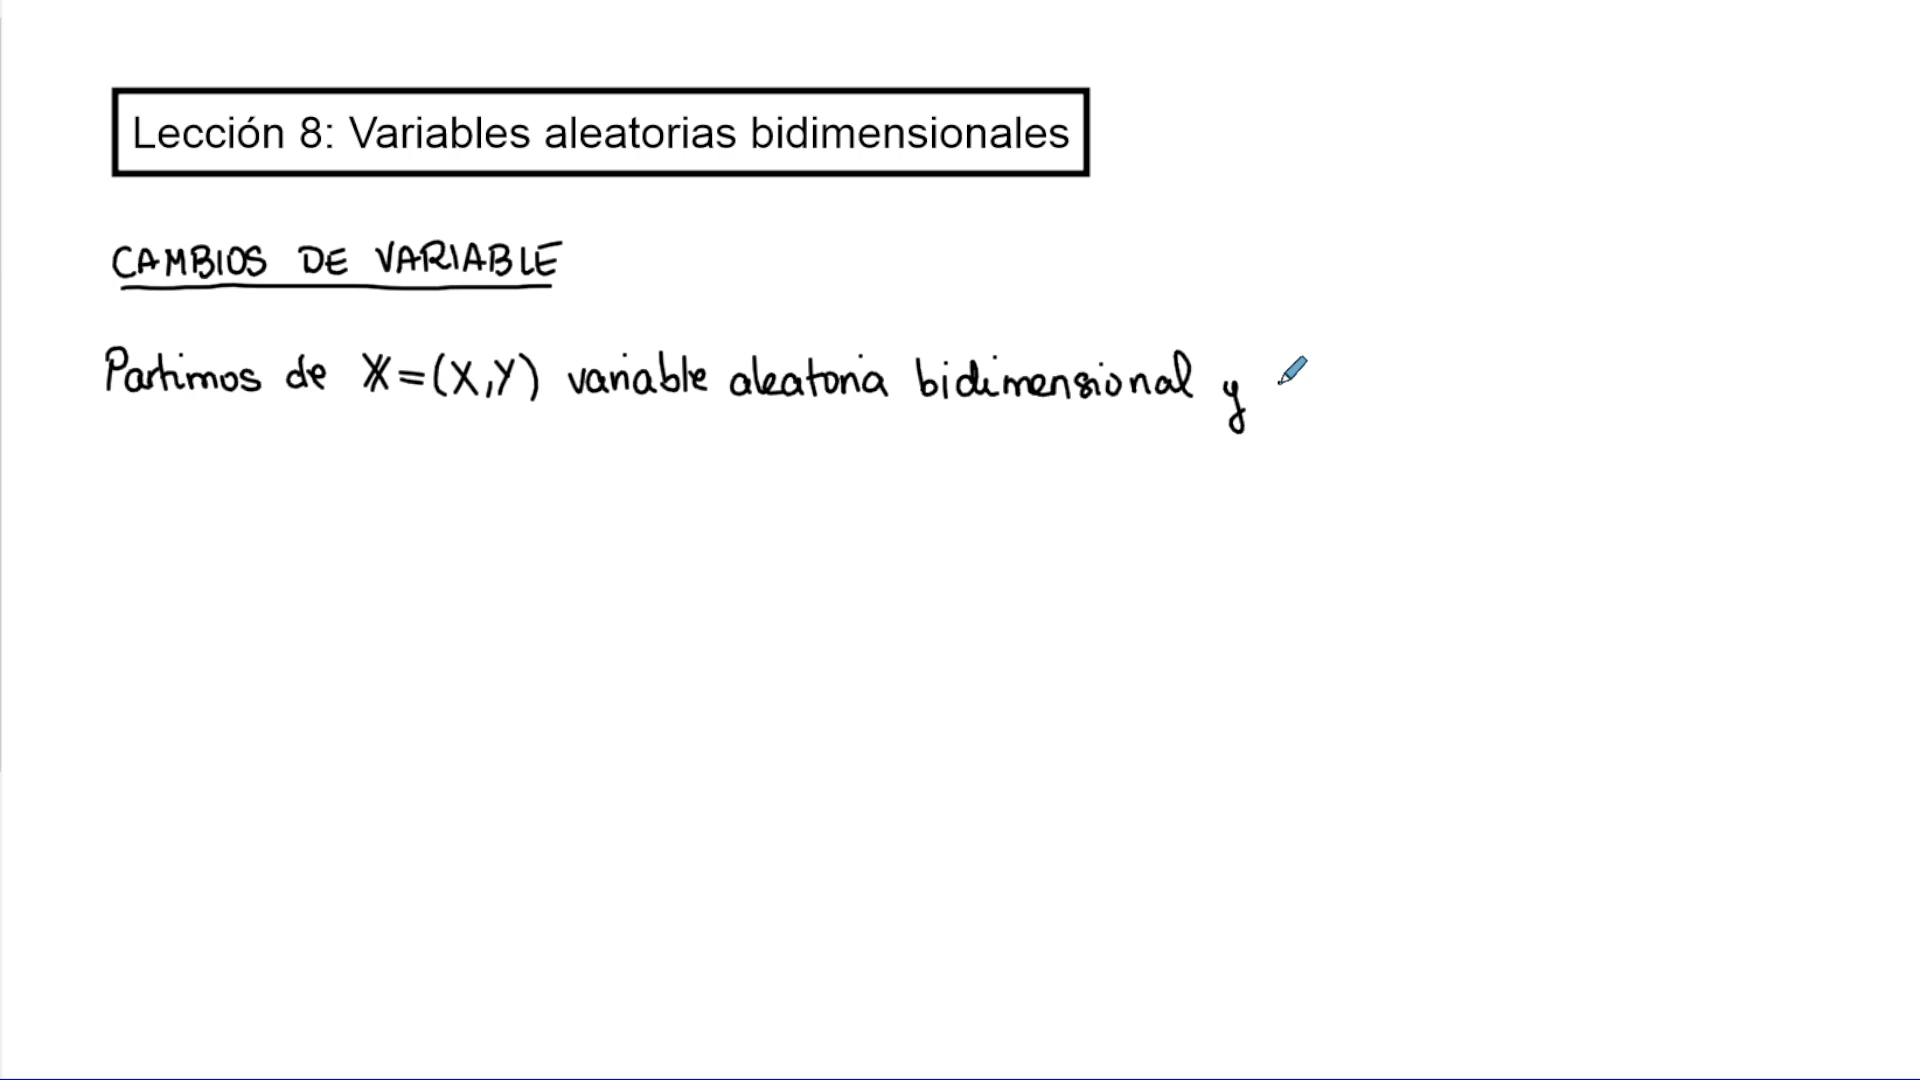 Lección 8: Variables aleatorias bidimensionales
CAMBIOS DE VARIABLE
Partimos de 𝕏=(X,Y) variable aleatoria bidimensional y